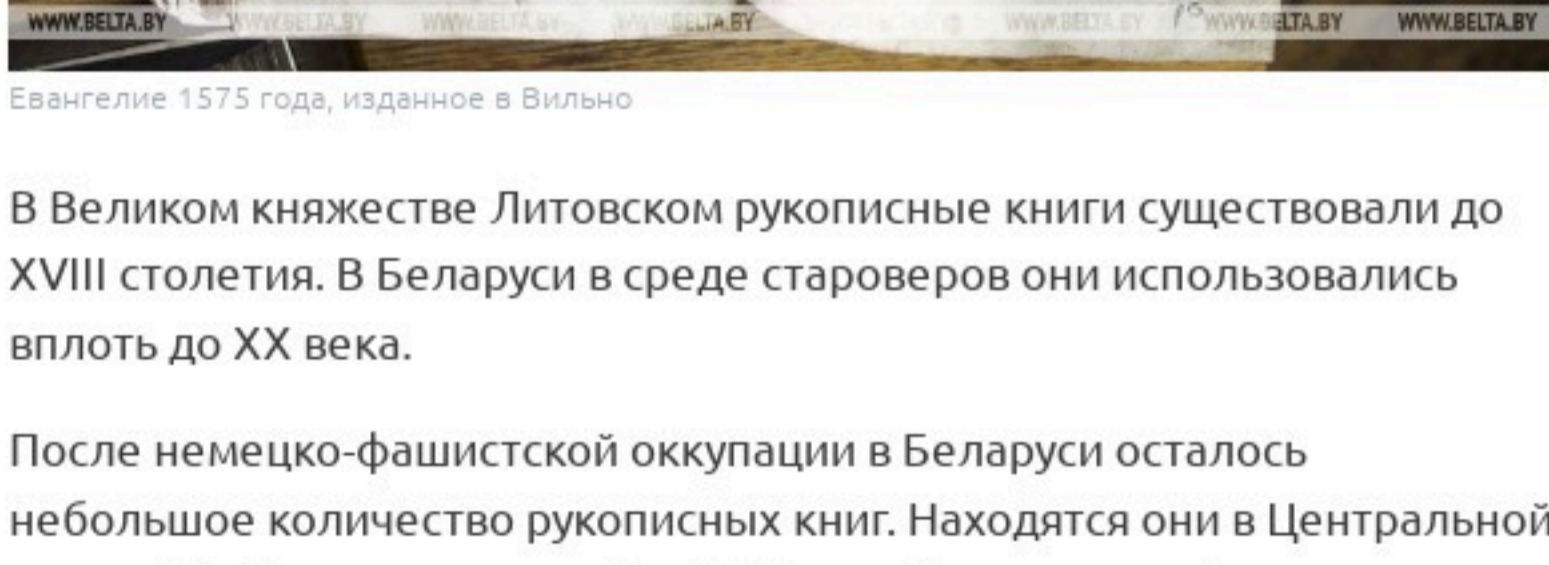 WWW.BELTA.BY WWW.BELTA.BY WWW.BELTA.BY WWW.BELTA.BY WWW.BELTA.BY WWW.BELTA.BY WWW.BELTA.BY
Евангелие 1575 года, изданное в Вильно
В Великом княжестве Литовском рукописные книги существовали до
XVIII столетия. В Беларуси в среде староверов они использовались
вплоть до XX века.
После немецко-фашистской оккупации в Беларуси осталось
небольшое количество рукописных книг. Находятся они в Центральной